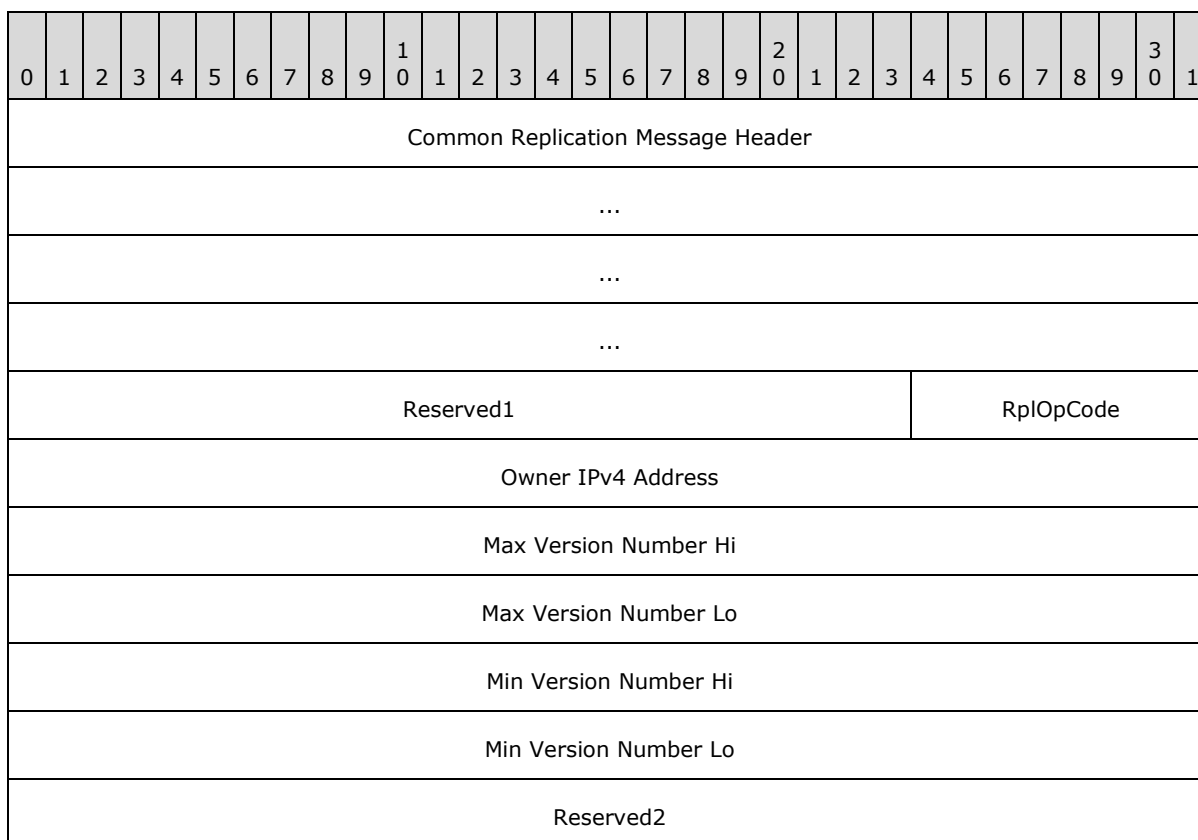 0 1 2 3 4 5 6 7 8 9 1 0 1 2 3 4 5 6 7 8 9 2 0 1 2 3 4 5 6 7 8 9 3 0 1
Common Replication Message Header
...
...
...
Reserved1 RplOpCode
Owner IPv4 Address
Max Version Number Hi
Max Version Number Lo
Min Version Number Hi
Min Version Number Lo
Reserved2